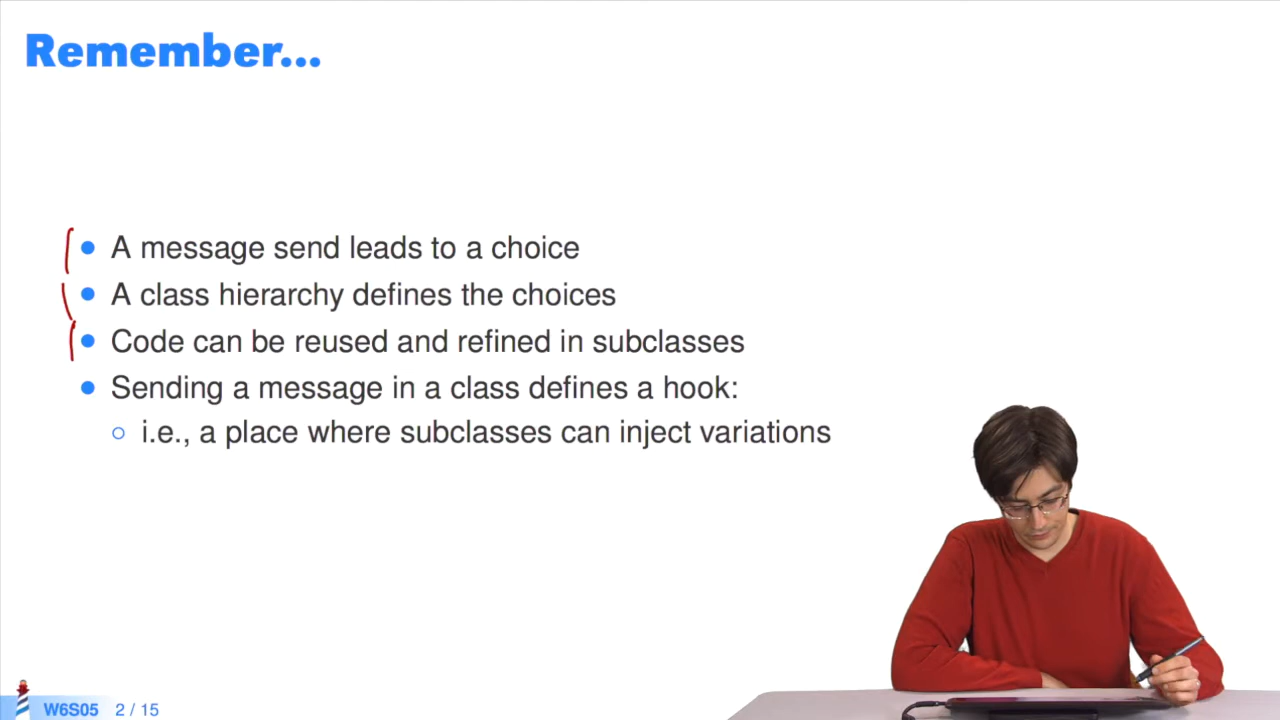 Remember...
A message send leads to a choice
A class hierarchy defines the choices
Code can be reused and refined in subclasses
Sending a message in a class defines a hook:
i.e., a place where subclasses can inject variations
W6S05 2 / 15